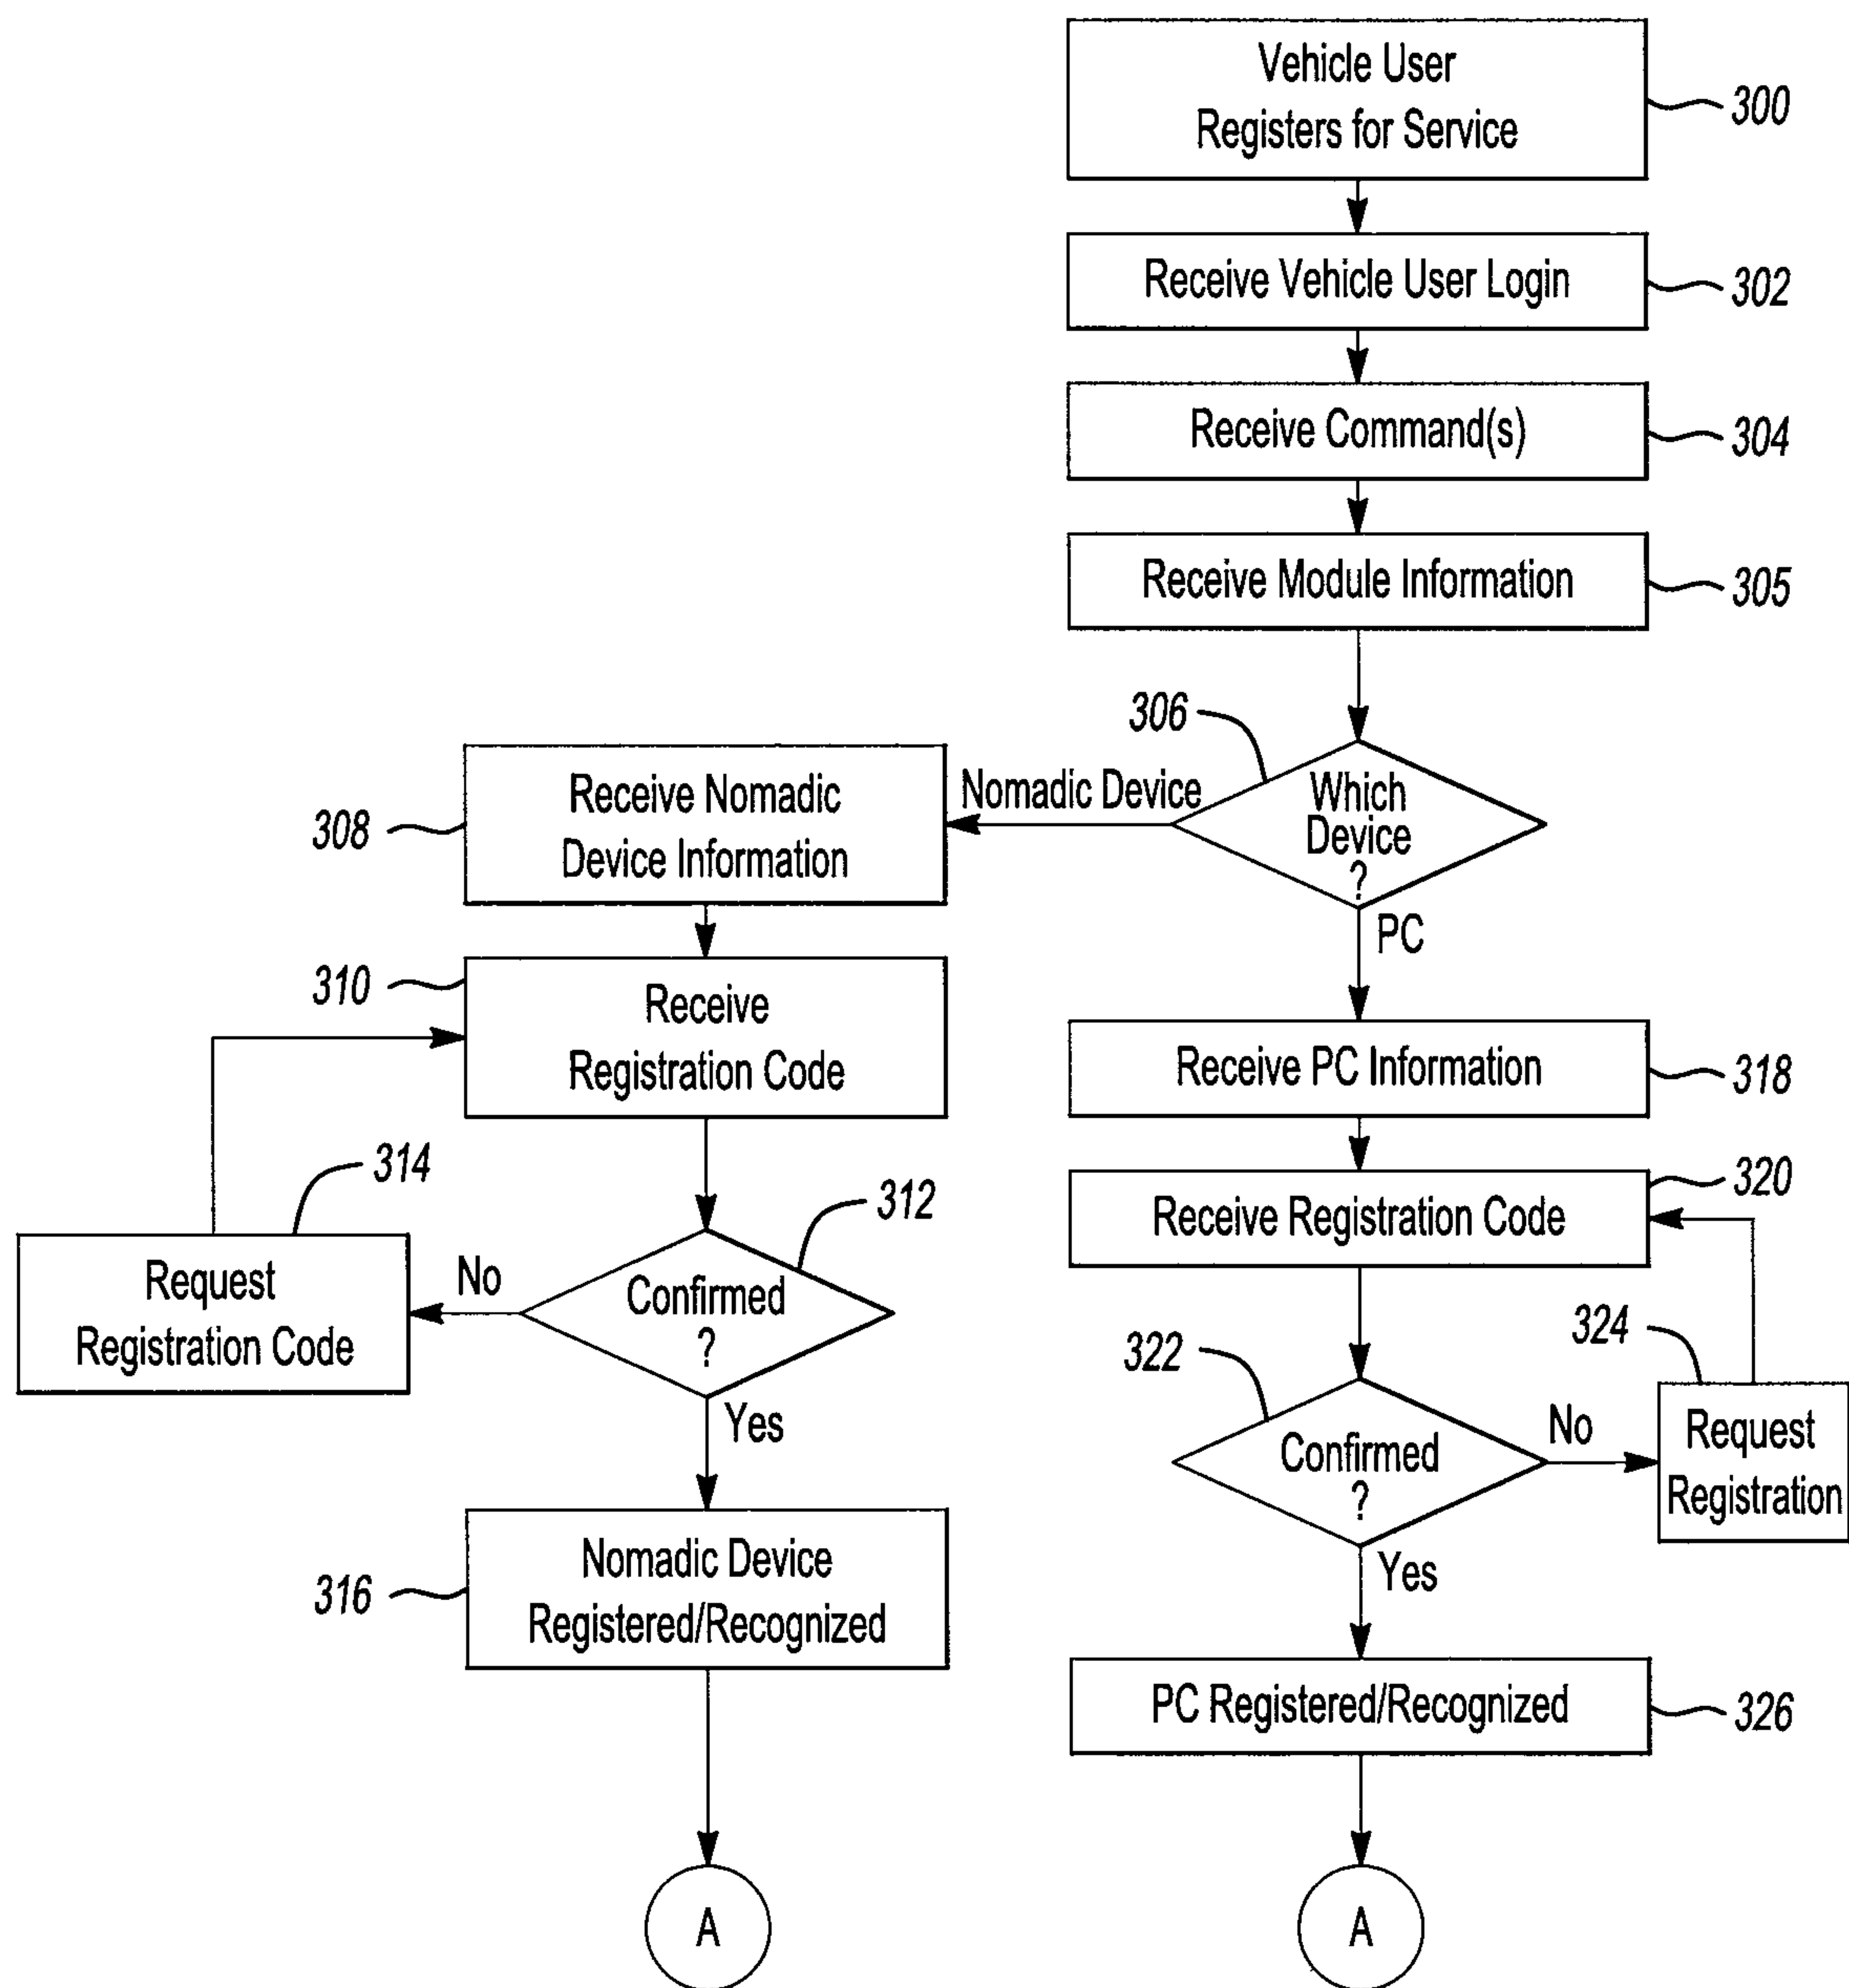 Vehicle User
Registers for Service
300
Receive Vehicle User Login
302
Receive Command(s)
304
Receive Module Information
305
306
Which
Device
?
Nomadic Device
PC
Receive Nomadic
Device Information
308
310
Receive
Registration Code
314
312
Request
Registration Code
No
Confirmed
?
Yes
Nomadic Device
Registered/Recognized
316
A
Receive PC Information
318
Receive Registration Code
320
322
Confirmed
?
No
324
Request
Registration
Yes
PC Registered/Recognized
326
A